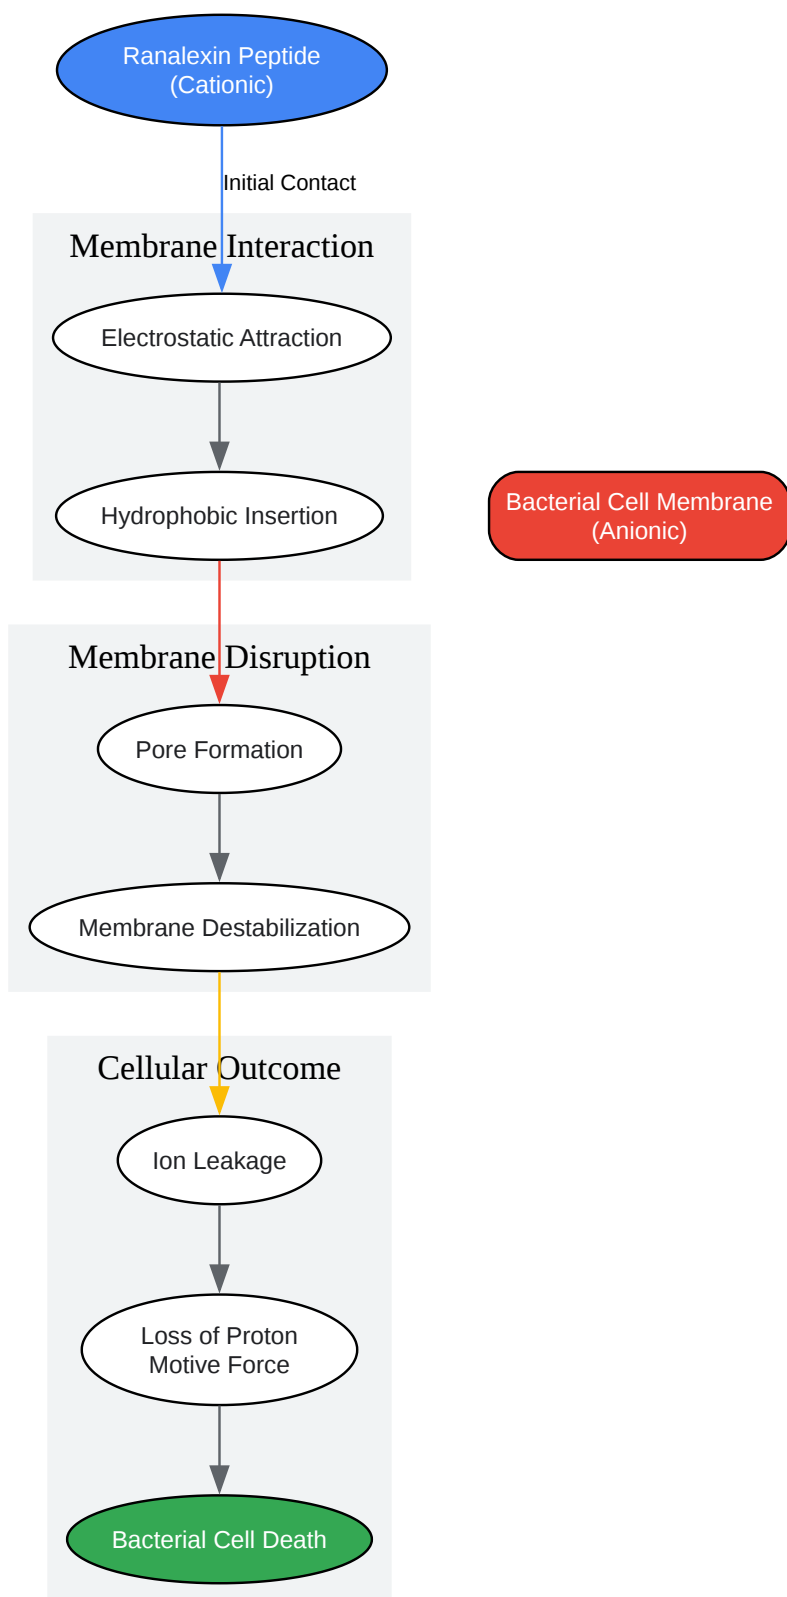 Ranalexin Peptide
(Cationic)
Initial Contact
Membrane Interaction
Electrostatic Attraction
Hydrophobic Insertion
Bacterial Cell Membrane
(Anionic)
Membrane Disruption
Pore Formation
Membrane Destabilization
Cellular Outcome
Ion Leakage
Loss of Proton
Motive Force
Bacterial Cell Death